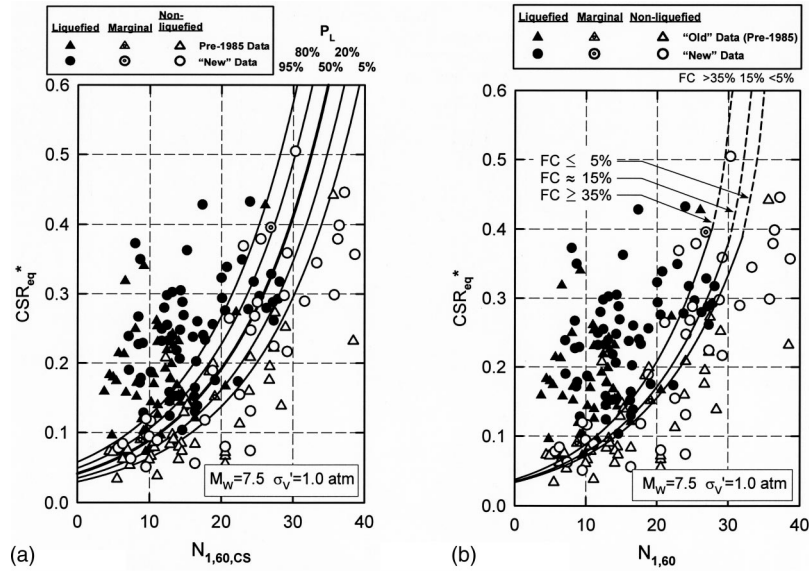 Liquefied Marginal Non-liquefied
Pre-1985 Data
"New" Data
P_L
80% 20%
95% 50% 5%
0.6
0.5
0.4
0.3
0.2
0.1
0.0
CSR_eq*
M_W=7.5 σ_V'=1.0 atm
0 10 20 30 40
N_1,60,CS
(a)
Liquefied Marginal Non-liquefied
"Old" Data (Pre-1985)
"New" Data
FC >35% 15% <5%
0.6
0.5
0.4
0.3
0.2
0.1
0.0
CSR_eq*
FC ≤ 5%
FC ≈ 15%
FC ≥ 35%
M_W=7.5 σ_V'=1.0 atm
0 10 20 30 40
N_1,60
(b)